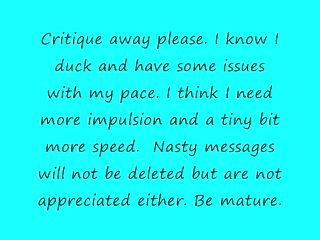 Critique away please. I know I
duck and have some issues
with my pace. I think I need
more impulsion and a tiny bit
more speed.  Nasty messages
will not be deleted but are not
appreciated either. Be mature.